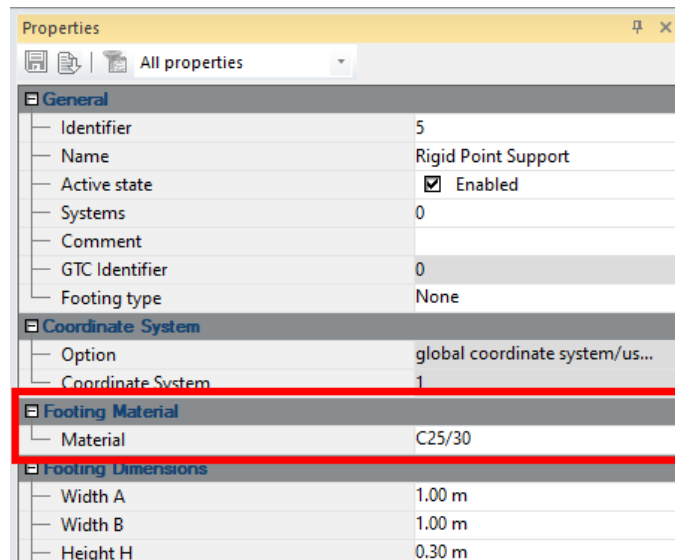 Properties
All properties
General
Identifier 5
Name Rigid Point Support
Active state Enabled
Systems 0
Comment
GTC Identifier 0
Footing type None
Coordinate System
Option global coordinate system/us...
Coordinate System 1
Footing Material
Material C25/30
Footing Dimensions
Width A 1.00 m
Width B 1.00 m
Height H 0.30 m